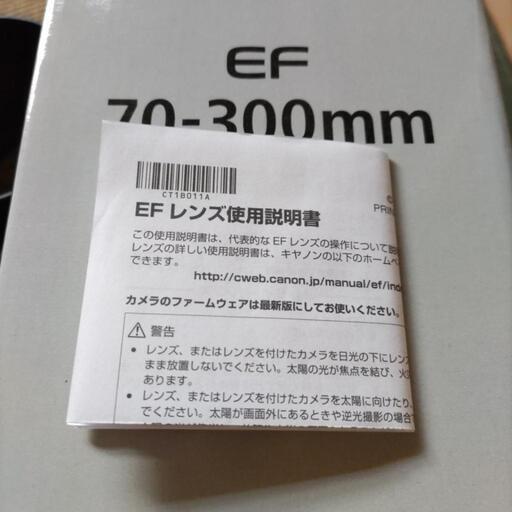 EF
70-300mm
CT1B011A
EF レンズ使用説明書
PRIN
この使用説明書は、代表的な EF レンズの操作について
レンズの詳しい使用説明書は、キヤノンの以下のホームペ
できます。
http://cweb.canon.jp/manual/ef/ind
カメラのファームウェアは最新版にしてお使いください。
警告
● レンズ、またはレンズを付けたカメラを日光の下にレン
まま放置しないでください。太陽の光が焦点を結び、火
あります。
● レンズ、またはレンズを付けたカメラを太陽に向けたり、
でください。太陽が画面外にあるときや逆光撮影の場合